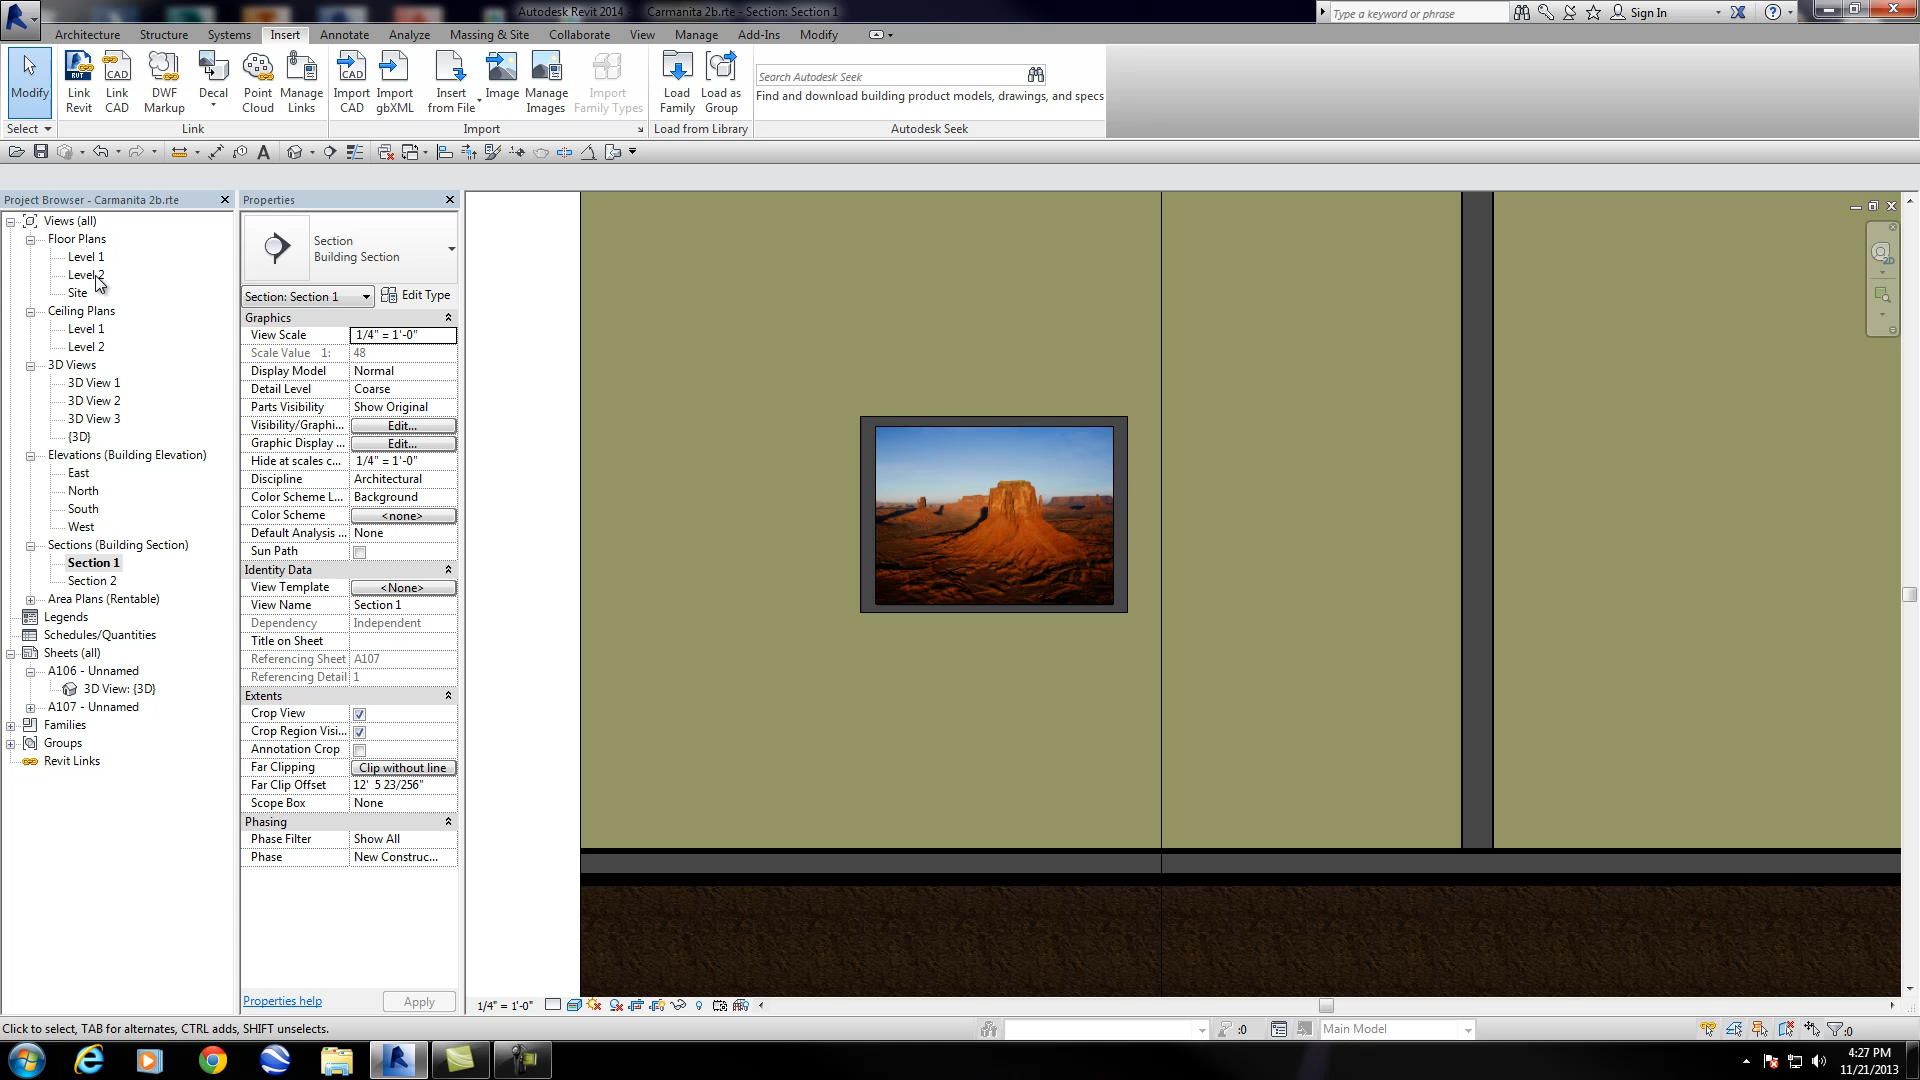 Autodesk Revit 2014 - Carmanita 2b.rte - Section: Section 1
Type a keyword or phrase
Sign In
Architecture Structure Systems Insert Annotate Analyze Massing & Site Collaborate View Manage Add-Ins Modify
Modify
Link Revit
Link CAD
DWF Markup
Decal
Point Cloud
Manage Links
Import CAD
Import gbXML
Insert from File
Image
Manage Images
Import Family Types
Load Family
Load as Group
Search Autodesk Seek
Find and download building product models, drawings, and specs
Select
Link
Import
Load from Library
Autodesk Seek
Project Browser - Carmanita 2b.rte
Views (all)
Floor Plans
Level 1
Level 2
Site
Ceiling Plans
Level 1
Level 2
3D Views
3D View 1
3D View 2
3D View 3
{3D}
Elevations (Building Elevation)
East
North
South
West
Sections (Building Section)
Section 1
Section 2
Area Plans (Rentable)
Legends
Schedules/Quantities
Sheets (all)
A106 - Unnamed
3D View: {3D}
A107 - Unnamed
Families
Groups
Revit Links
Properties
Section
Building Section
Section: Section 1
Edit Type
Graphics
View Scale 1/4" = 1'-0"
Scale Value 1: 48
Display Model Normal
Detail Level Coarse
Parts Visibility Show Original
Visibility/Graphi... Edit...
Graphic Display ... Edit...
Hide at scales c... 1/4" = 1'-0"
Discipline Architectural
Color Scheme L... Background
Color Scheme <none>
Default Analysis ... None
Sun Path
Identity Data
View Template <None>
View Name Section 1
Dependency Independent
Title on Sheet
Referencing Sheet A107
Referencing Detail 1
Extents
Crop View
Crop Region Visi...
Annotation Crop
Far Clipping Clip without line
Far Clip Offset 12' 5 23/256"
Scope Box None
Phasing
Phase Filter Show All
Phase New Construc...
Properties help
Apply
2D
1/4" = 1'-0"
Click to select, TAB for alternates, CTRL adds, SHIFT unselects.
:0
Main Model
:0
4:27 PM
11/21/2013